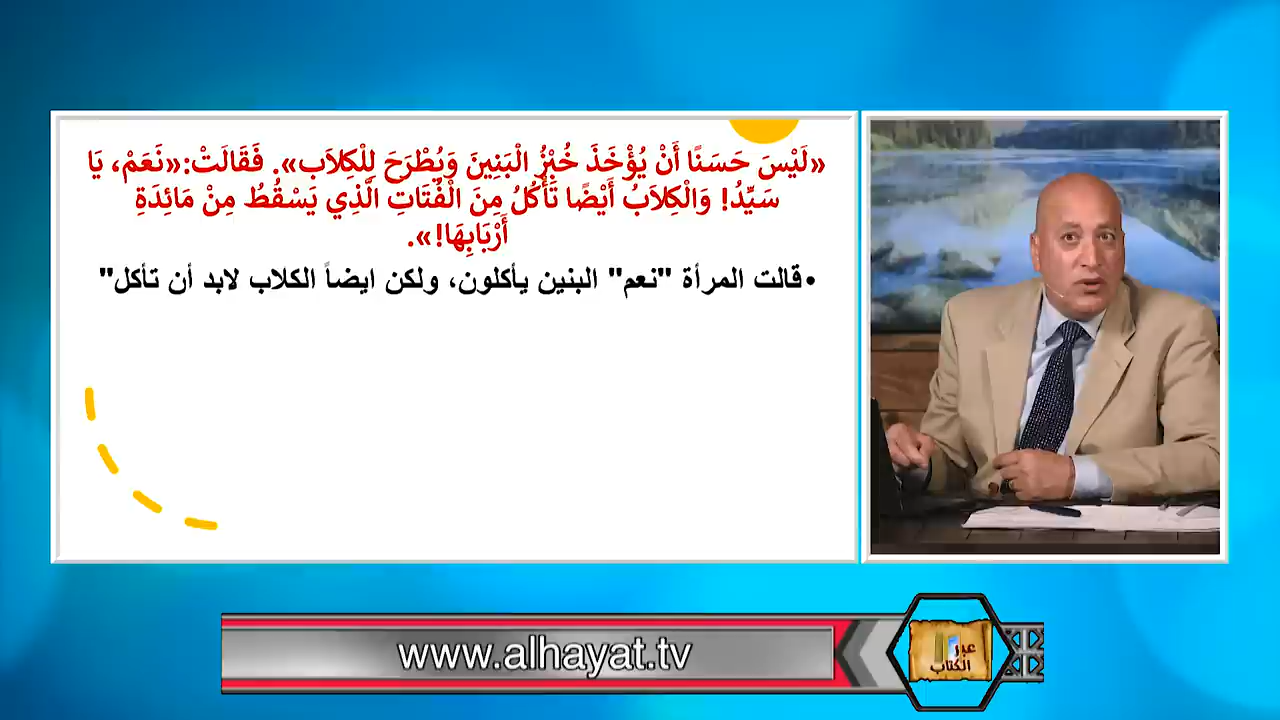 «لَيْسَ حَسَنًا أَنْ يُؤْخَذَ خُبْزُ الْبَنِينَ وَيُطْرَحَ لِلْكِلاَب». فَقَالَتْ:«نَعَمْ، يَا
سَيِّدُ! وَالْكِلاَبُ أَيْضًا تَأْكُلُ مِنَ الْفُتَاتِ الَّذِي يَسْقُطُ مِنْ مَائِدَةِ
أَرْبَابِهَا!».
•قالت المرأة "نعم" البنين يأكلون، ولكن ايضاً الكلاب لابد أن تأكل"
www.alhayat.tv
عبر
الكتاب